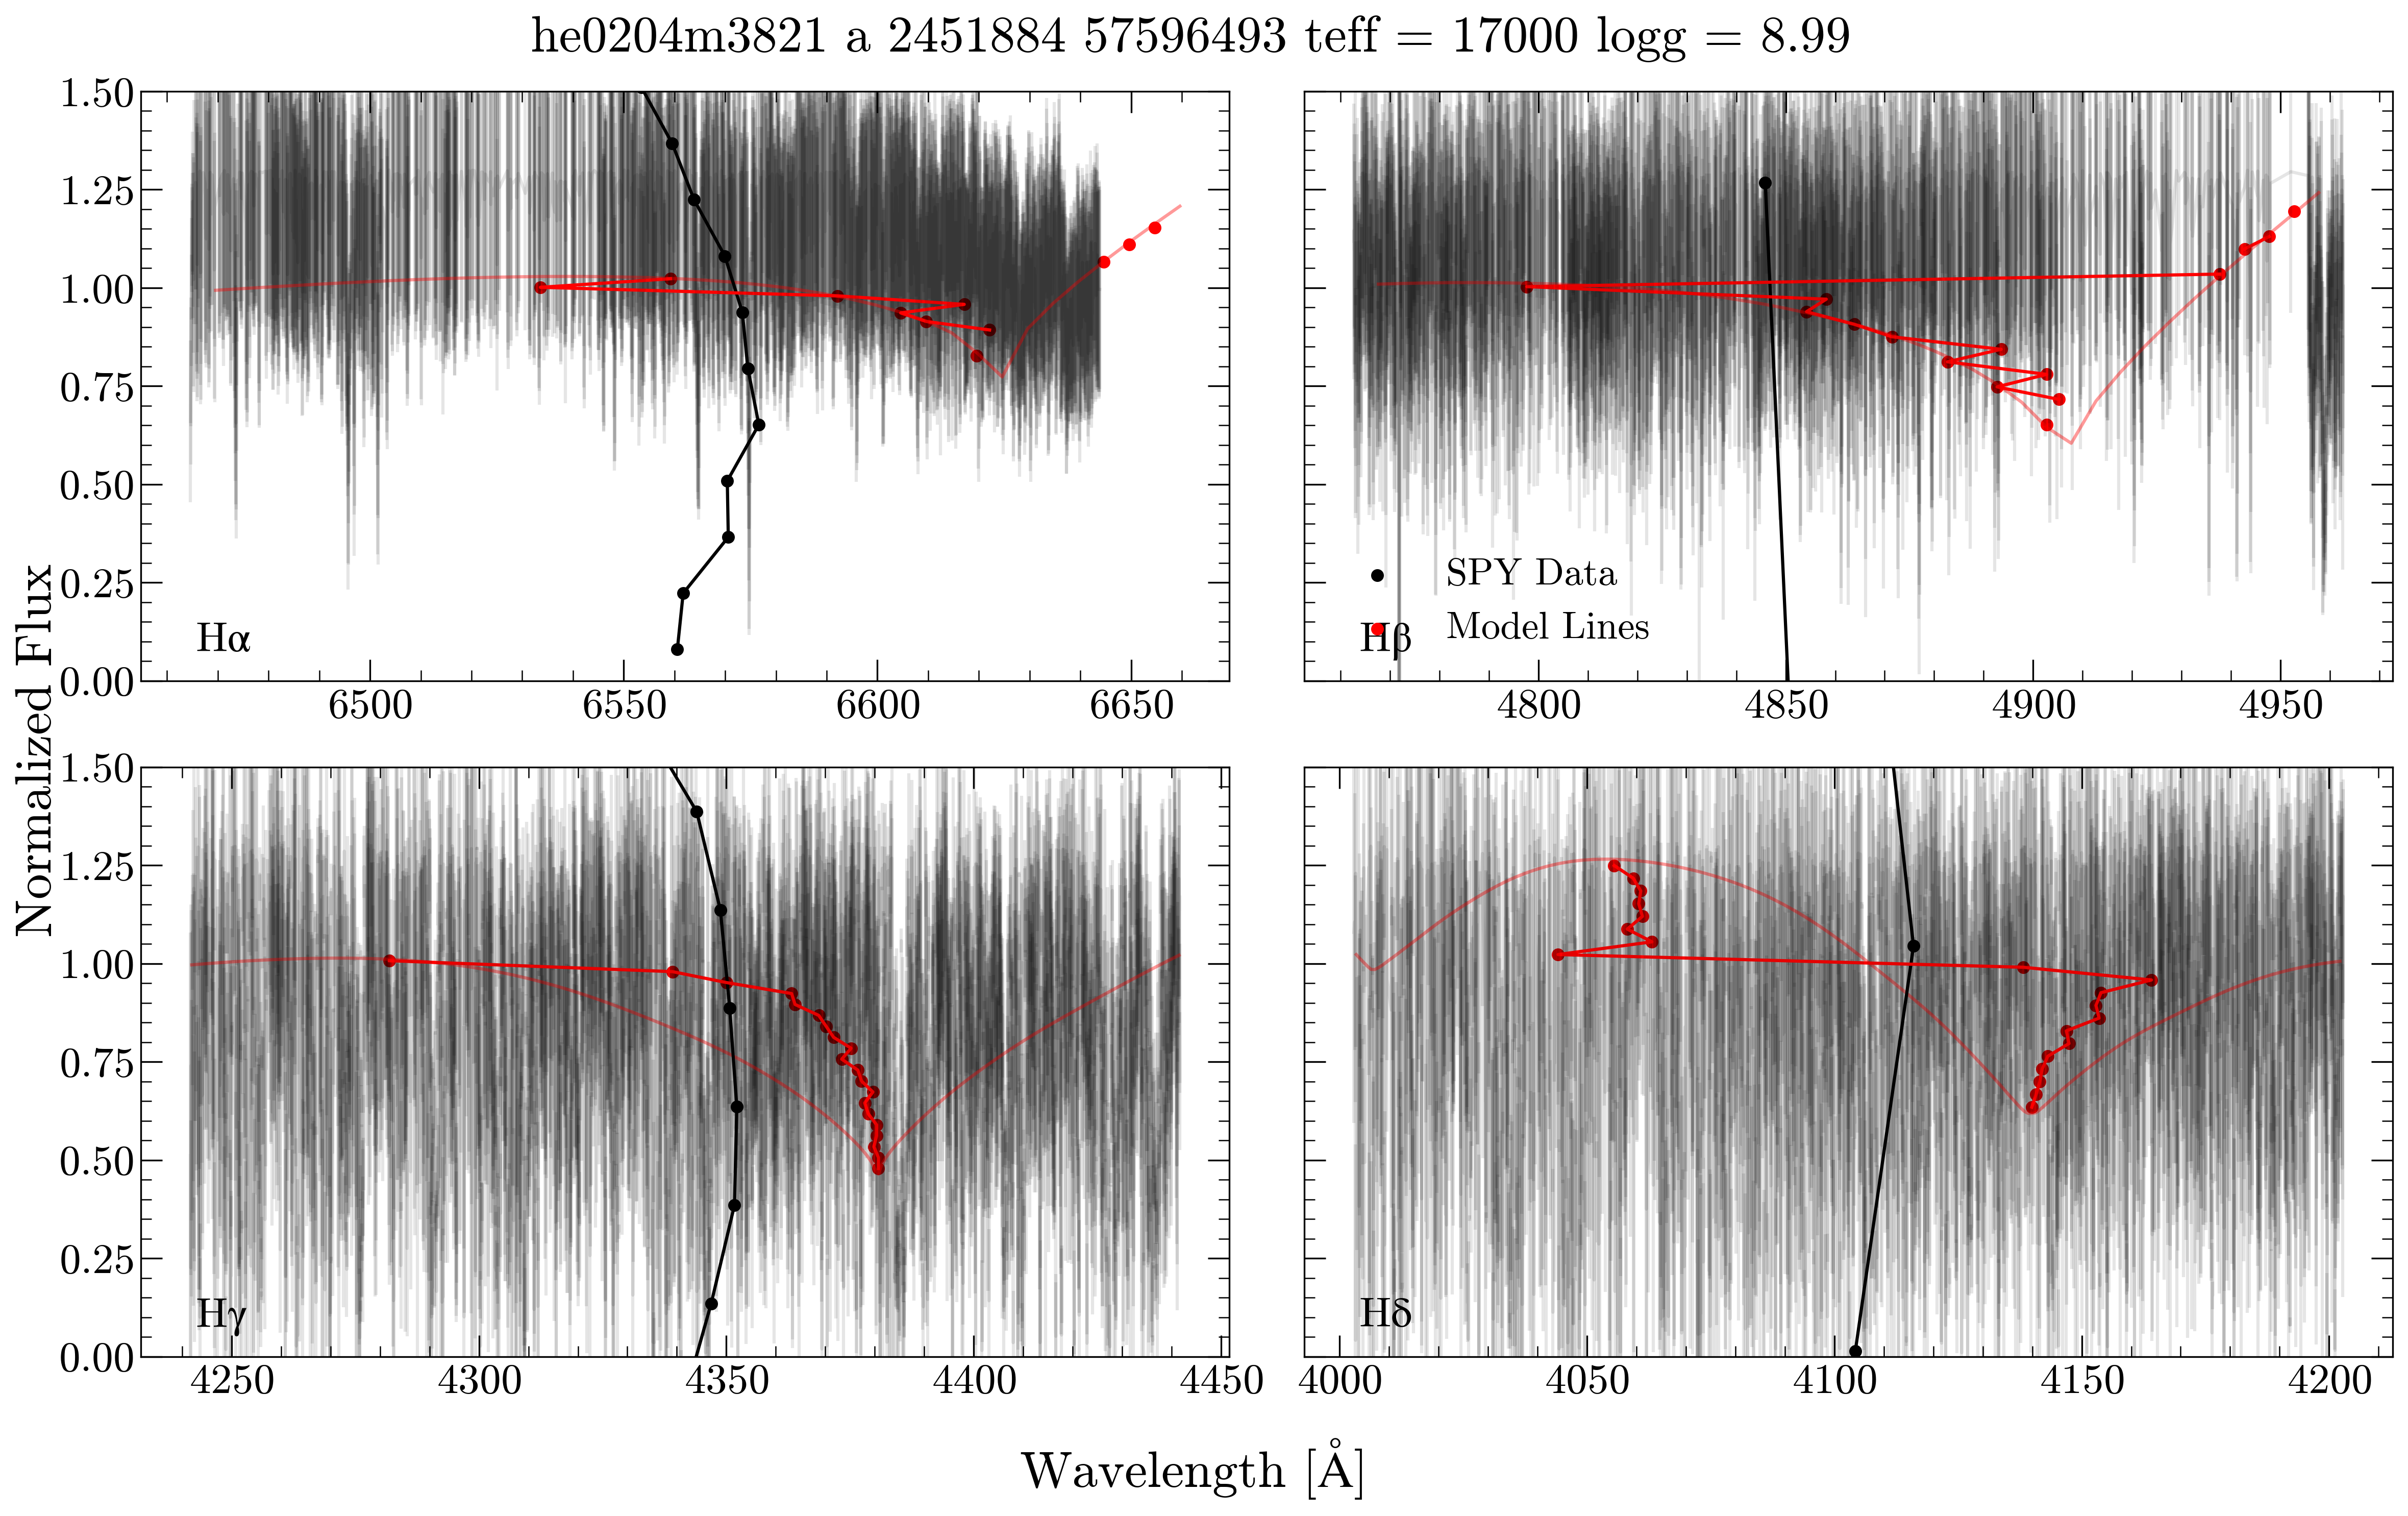 he0204m3821 a 2451884 57596493 teff = 17000 logg = 8.99
Normalized Flux
1.50
1.25
1.00
0.75
0.50
0.25
0.00
Hα
6500 6550 6600 6650
SPY Data
Model Lines
Hβ
4800 4850 4900 4950
1.50
1.25
1.00
0.75
0.50
0.25
0.00
Hγ
4250 4300 4350 4400 4450
Hδ
4000 4050 4100 4150 4200
Wavelength [Å]